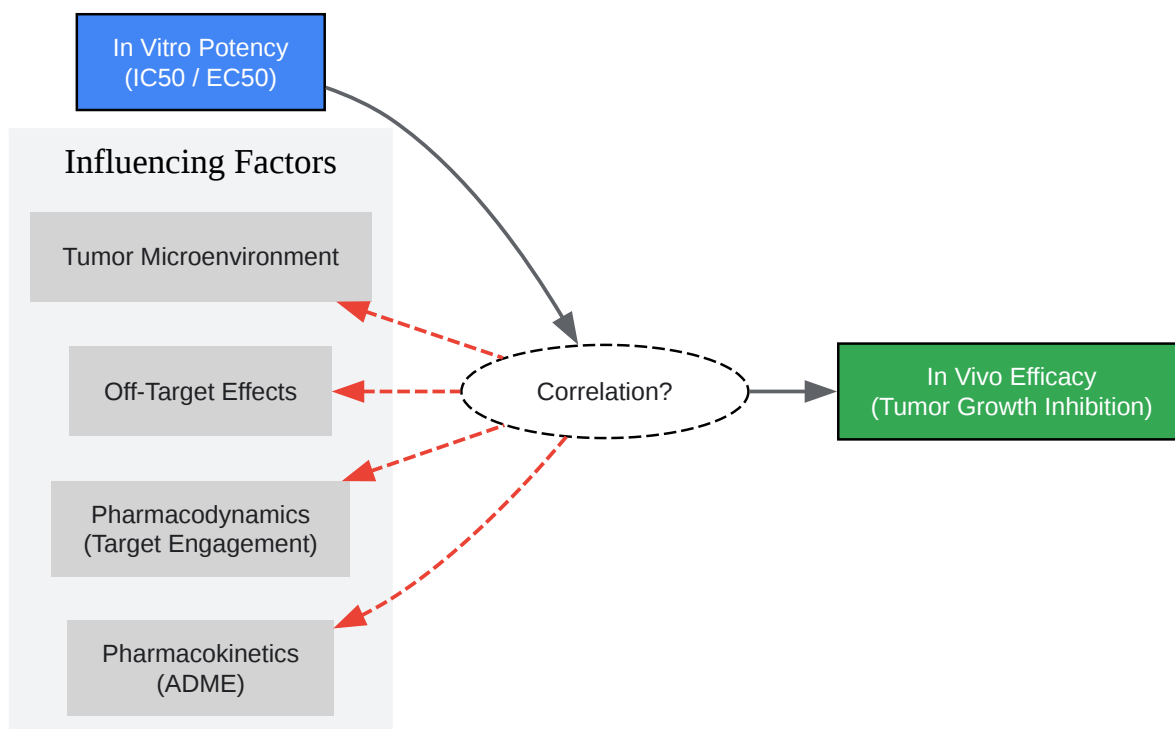 In Vitro Potency
(IC50 / EC50)
Influencing Factors
Tumor Microenvironment
Off-Target Effects
Correlation?
In Vivo Efficacy
(Tumor Growth Inhibition)
Pharmacodynamics
(Target Engagement)
Pharmacokinetics
(ADME)